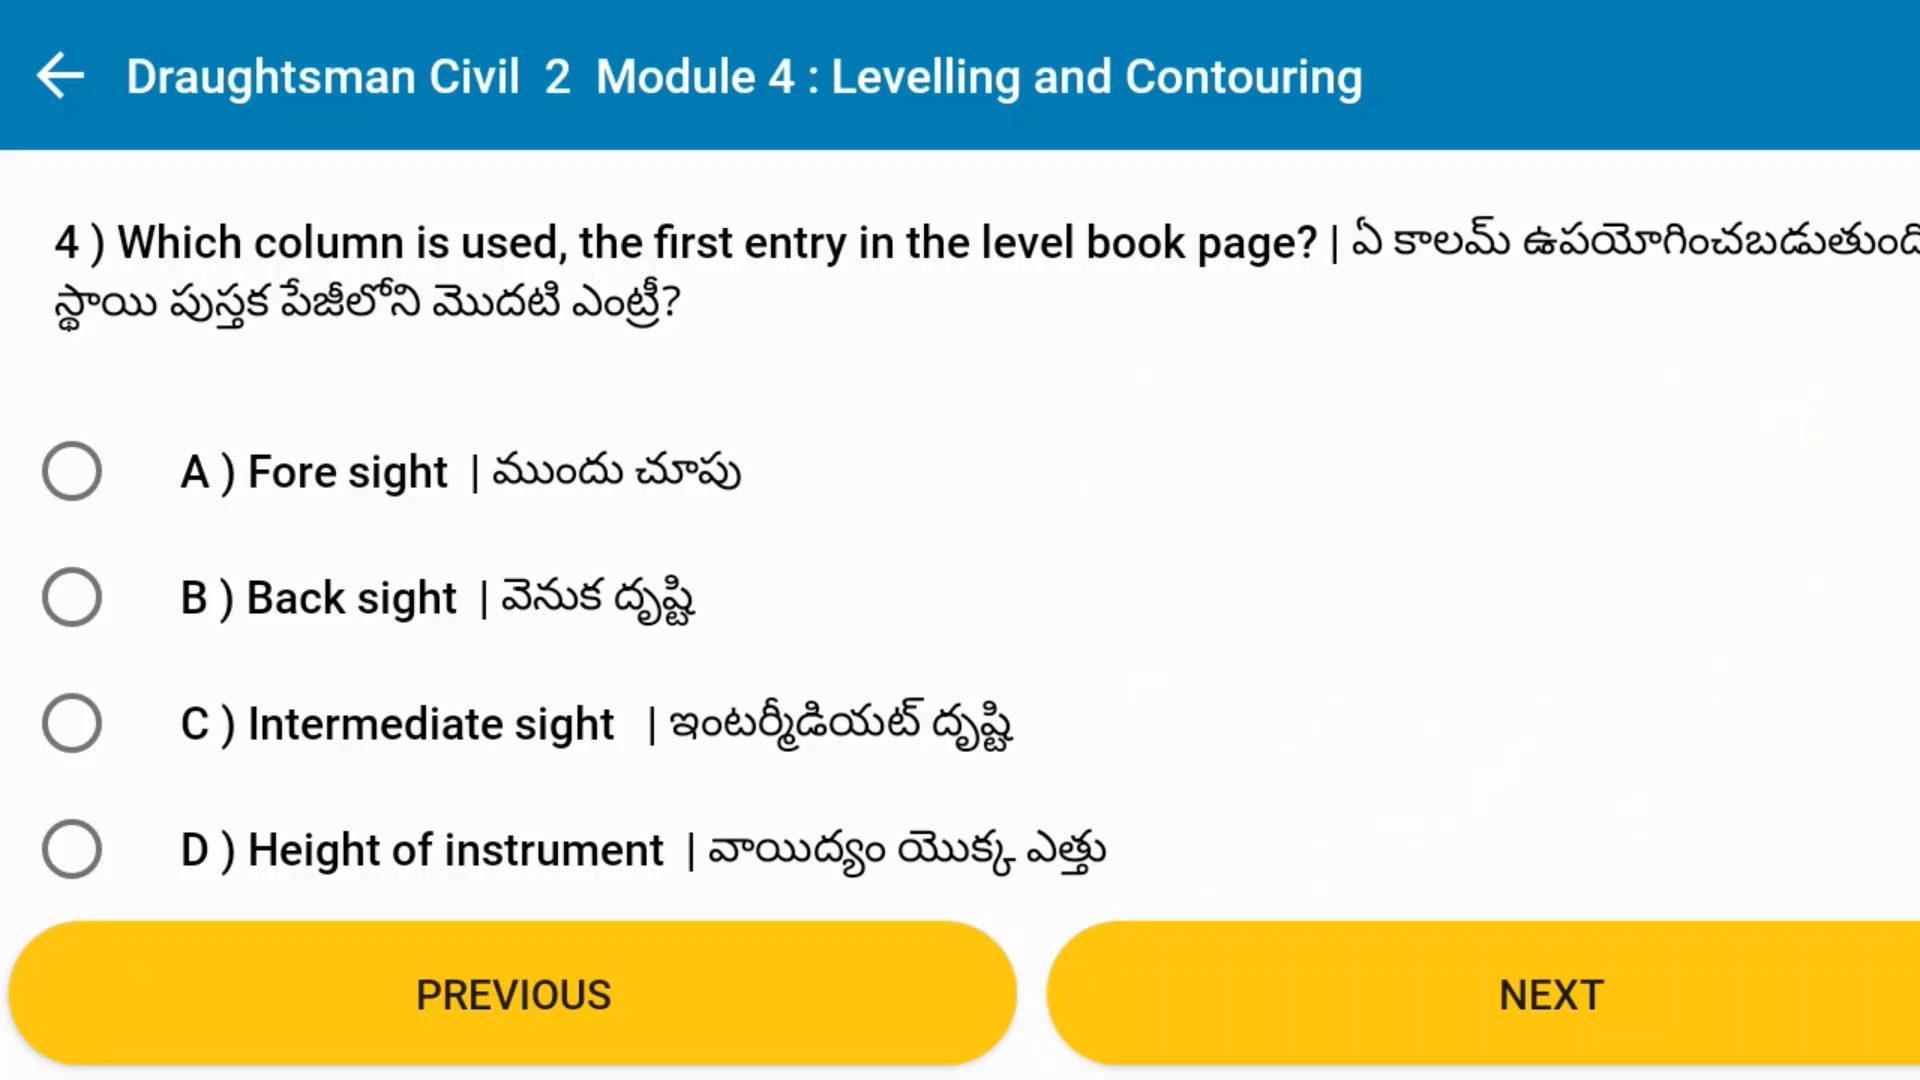 Draughtsman Civil 2 Module 4 : Levelling and Contouring
4 ) Which column is used, the first entry in the level book page? | ఏ కాలమ్ ఉపయోగించబడుతుంది
స్థాయి పుస్తక పేజీలోని మొదటి ఎంట్రీ?
A ) Fore sight | ముందు చూపు
B ) Back sight | వెనుక దృష్టి
C ) Intermediate sight | ఇంటర్మీడియట్ దృష్టి
D ) Height of instrument | వాయిద్యం యొక్క ఎత్తు
PREVIOUS
NEXT